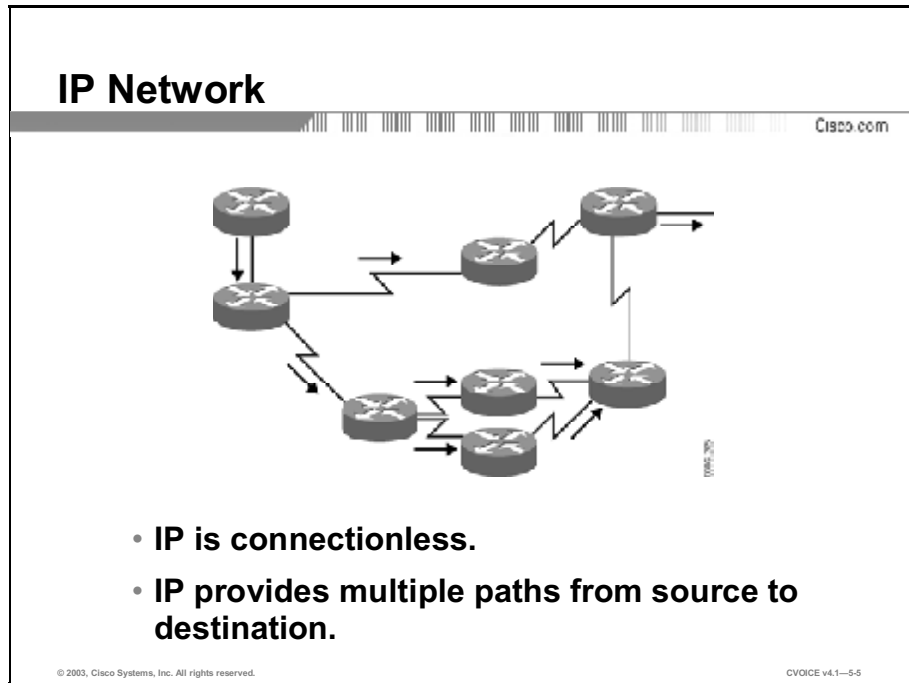 IP Network
Cisco.com
• IP is connectionless.
• IP provides multiple paths from source to
destination.
© 2003, Cisco Systems, Inc. All rights reserved.
CVOICE v4.1—5-5